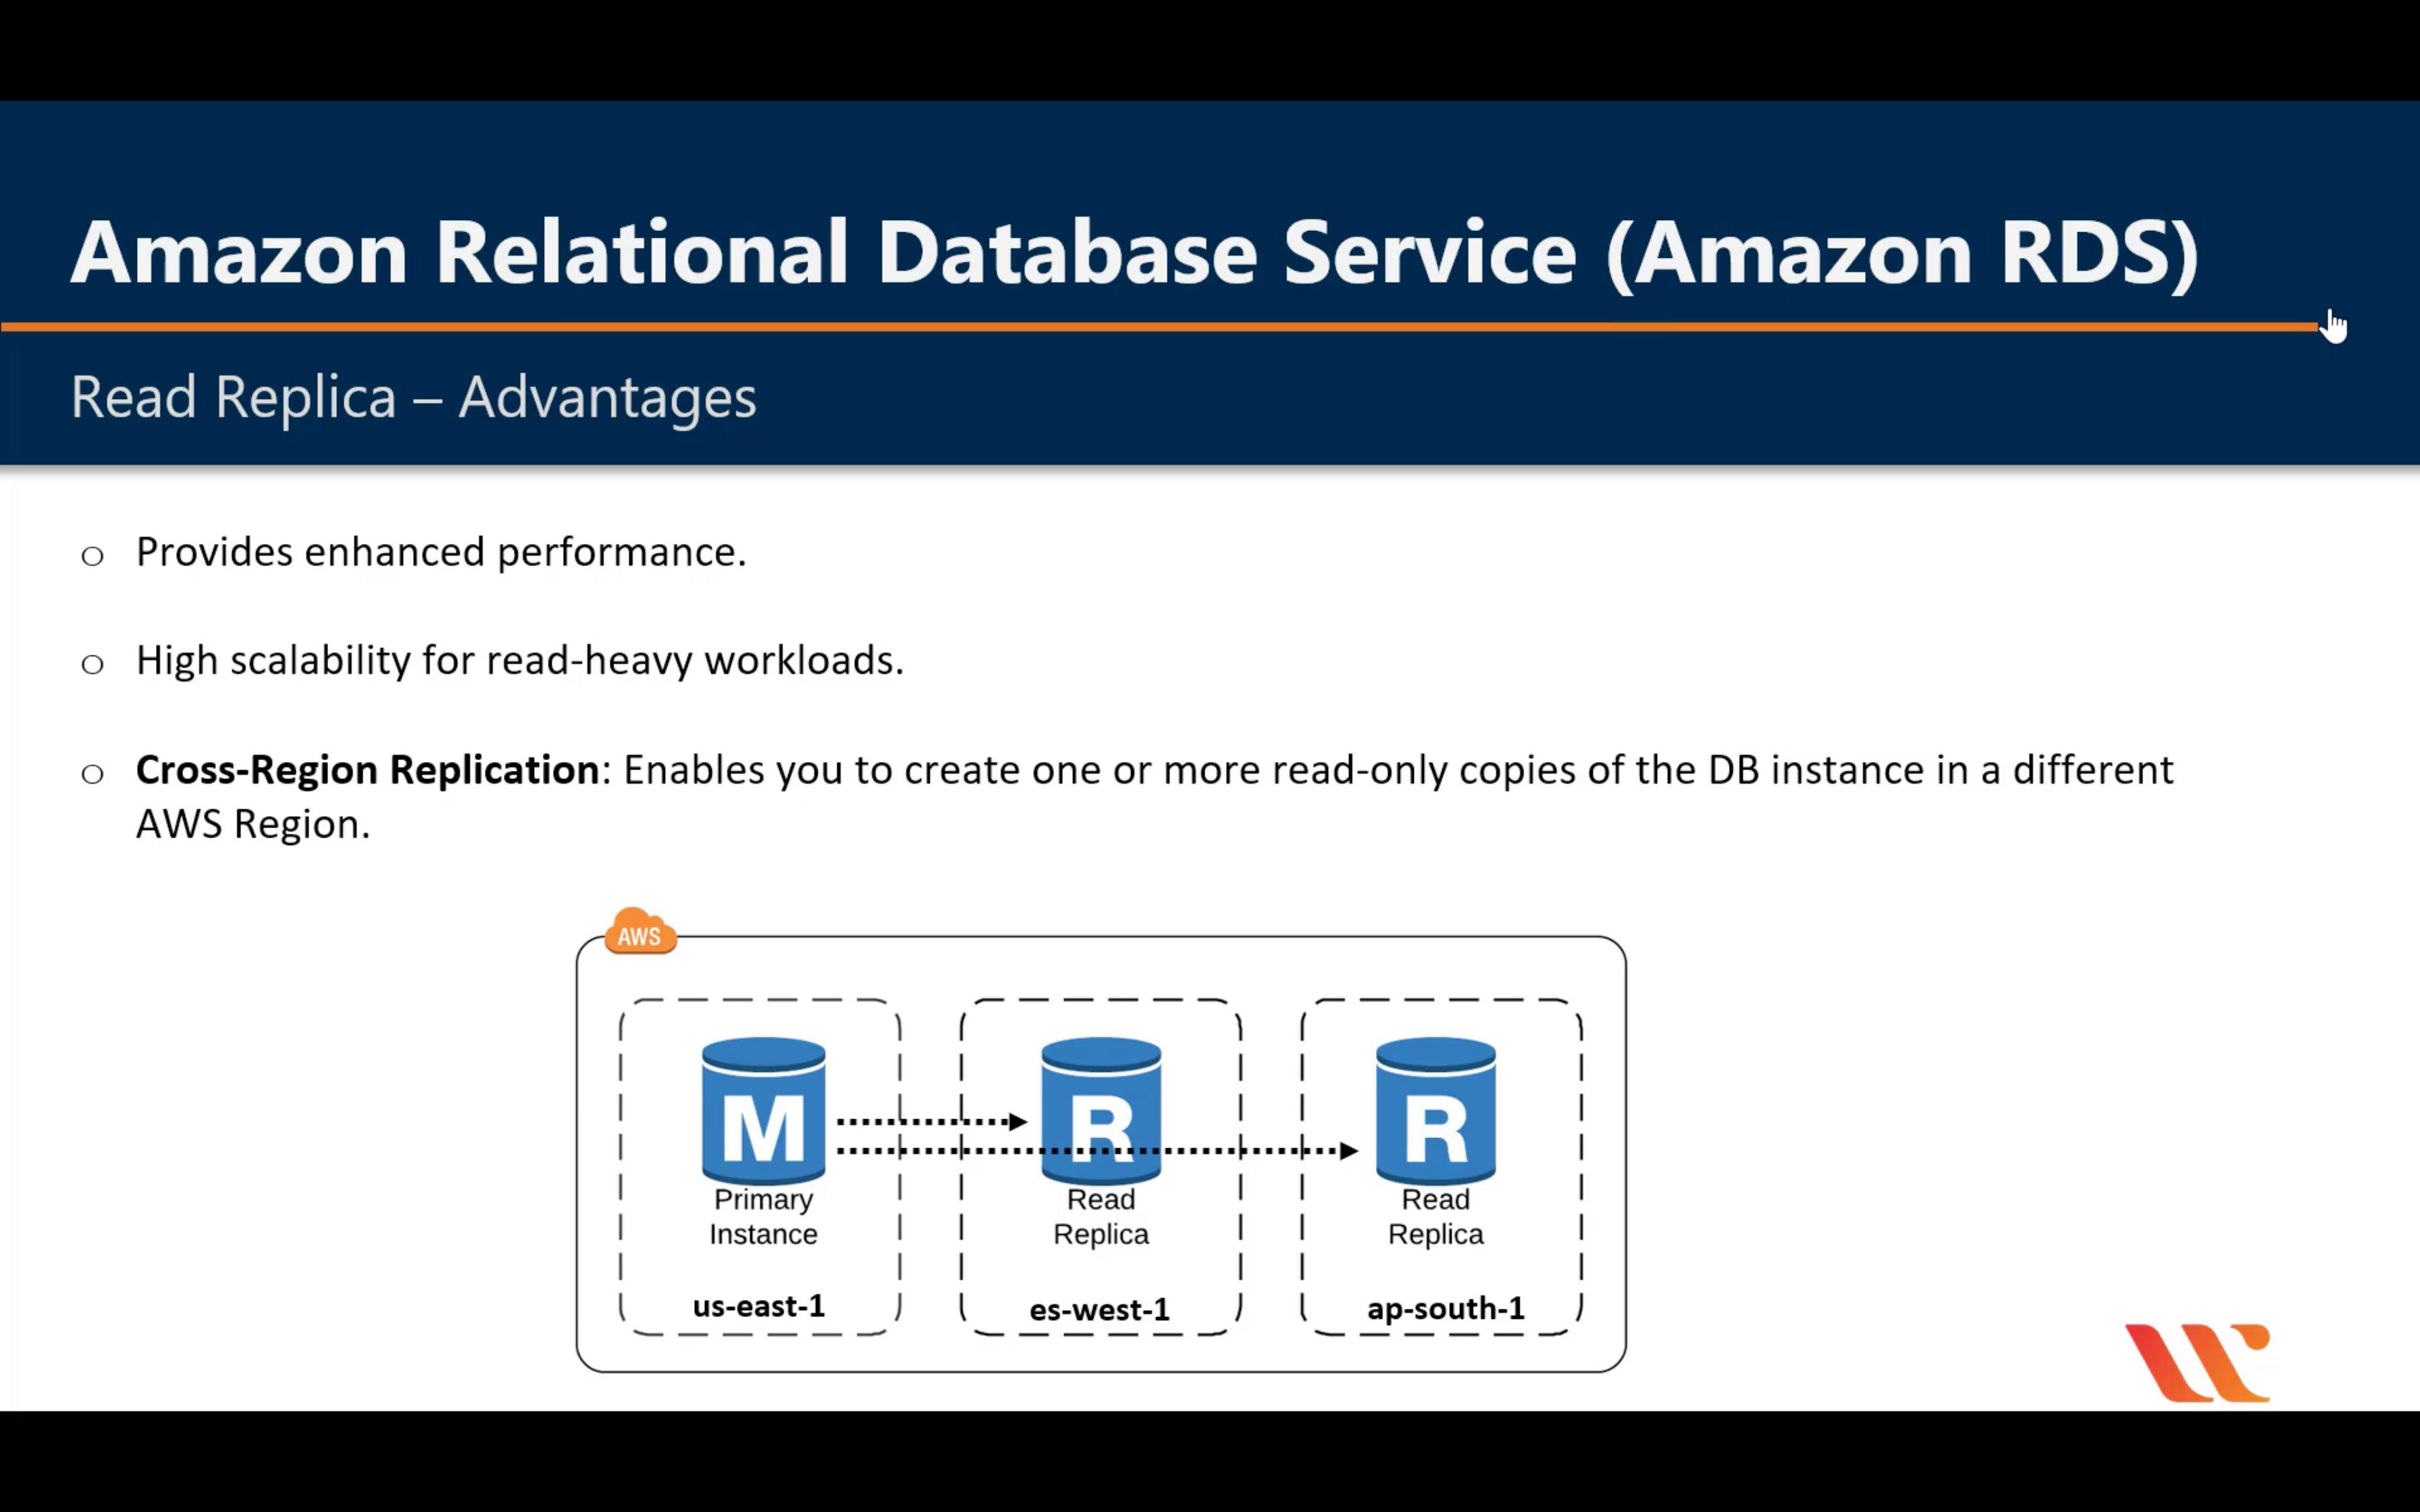 Amazon Relational Database Service (Amazon RDS)
Read Replica – Advantages
o Provides enhanced performance.
o High scalability for read-heavy workloads.
o Cross-Region Replication: Enables you to create one or more read-only copies of the DB instance in a different
AWS Region.
AWS
M
Primary
Instance
us-east-1
R
Read
Replica
es-west-1
R
Read
Replica
ap-south-1